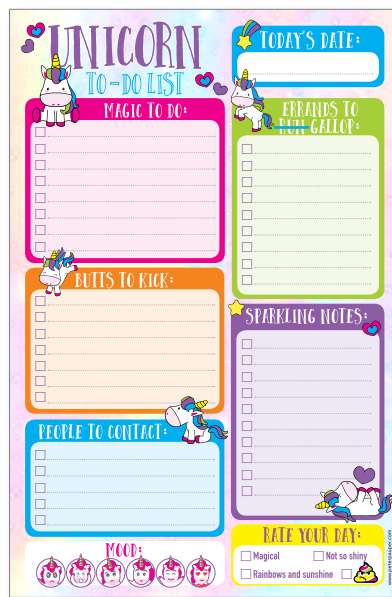 UNICORN
TO-DO LIST
TODAY'S DATE:
MAGIC TO DO:
ERRANDS TO
RUN GALLOP:
BUTTS TO KICK:
SPARKLING NOTES:
PEOPLE TO CONTACT:
MOOD:
RATE YOUR DAY:
Magical
Not so shiny
Rainbows and sunshine